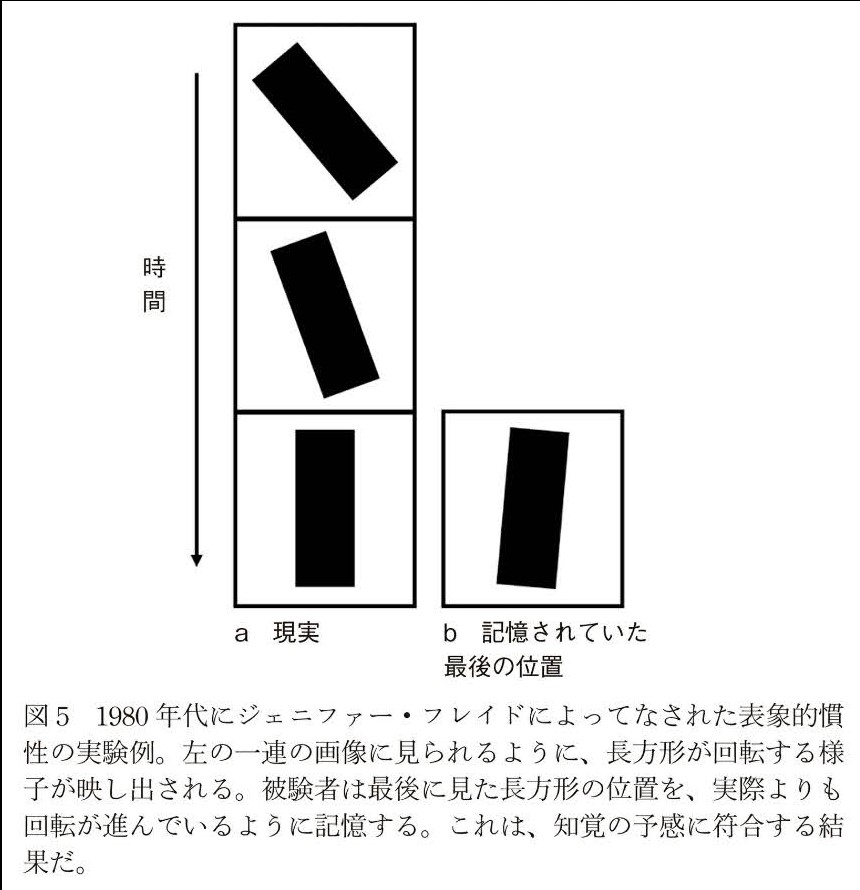 時間
a 現実
b 記憶されていた
最後の位置
図5 1980年代にジェニファー・フレイドによってなされた表象的慣
性の実験例。左の一連の画像に見られるように、長方形が回転する様
子が映し出される。被験者は最後に見た長方形の位置を、実際よりも
回転が進んでいるように記憶する。これは、知覚の予感に符合する結
果だ。